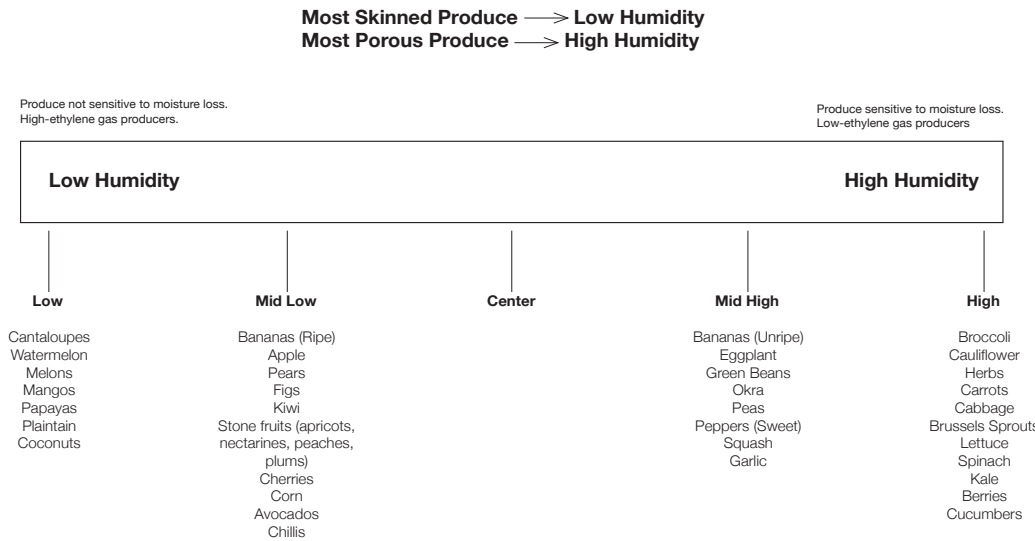 Most Skinned Produce → Low Humidity
Most Porous Produce → High Humidity
Produce not sensitive to moisture loss.
High-ethylene gas producers.
Produce sensitive to moisture loss.
Low-ethylene gas producers
Low Humidity
High Humidity
Low
Cantaloupes
Watermelon
Melons
Mangos
Papayas
Plaintain
Coconuts
Mid Low
Bananas (Ripe)
Apple
Pears
Figs
Kiwi
Stone fruits (apricots,
nectarines, peaches,
plums)
Cherries
Corn
Avocados
Chillis
Center
Mid High
Bananas (Unripe)
Eggplant
Green Beans
Okra
Peas
Peppers (Sweet)
Squash
Garlic
High
Broccoli
Cauliflower
Herbs
Carrots
Cabbage
Brussels Sprouts
Lettuce
Spinach
Kale
Berries
Cucumbers